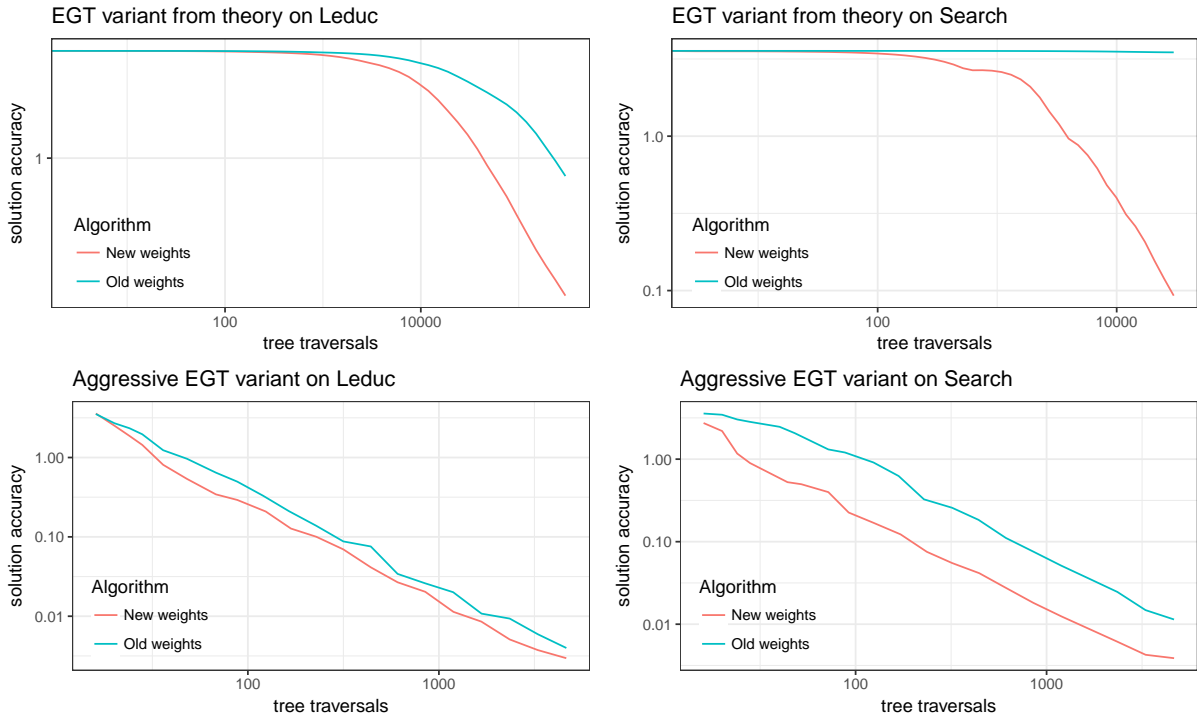 EGT variant from theory on Leduc
solution accuracy
1
Algorithm
New weights
Old weights
100
10000
tree traversals
EGT variant from theory on Search
solution accuracy
1.0
0.1
Algorithm
New weights
Old weights
100
10000
tree traversals
Aggressive EGT variant on Leduc
solution accuracy
1.00
0.10
0.01
Algorithm
New weights
Old weights
100
1000
tree traversals
Aggressive EGT variant on Search
solution accuracy
1.00
0.10
0.01
Algorithm
New weights
Old weights
100
1000
tree traversals